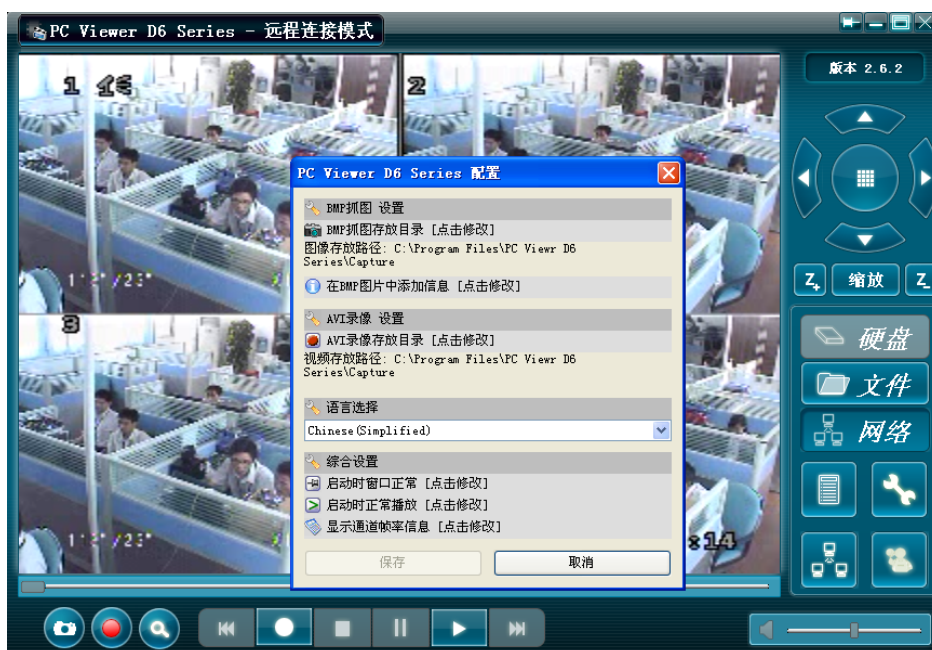 PC Viewer D6 Series - 远程连接模式
版本 2.6.2
1
2
3
PC Viewer D6 Series 配置
BMP抓图 设置
BMP抓图存放目录 [点击修改]
图像存放路径: C:\Program Files\PC Viewr D6
Series\Capture
在BMP图片中添加信息 [点击修改]
AVI录像 设置
AVI录像存放目录 [点击修改]
视频存放路径: C:\Program Files\PC Viewr D6
Series\Capture
语言选择
Chinese(Simplified)
综合设置
启动时窗口正常 [点击修改]
启动时正常播放 [点击修改]
显示通道帧率信息 [点击修改]
保存
取消
Z+
缩放
Z-
硬盘
文件
网络